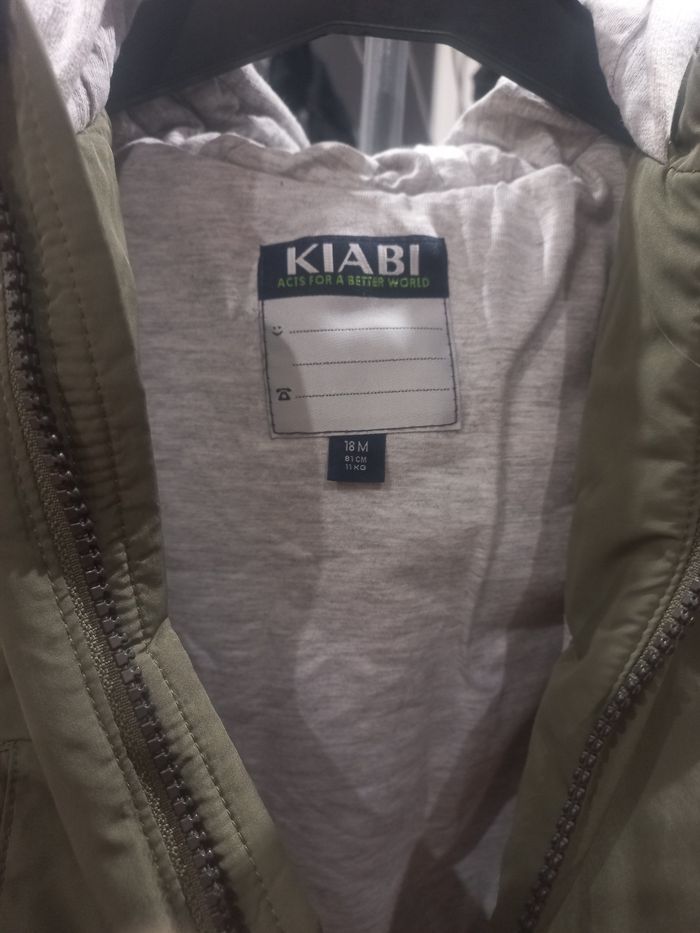 KIABI
ACTS FOR A BETTER WORLD
18 M
81 CM
11 KG